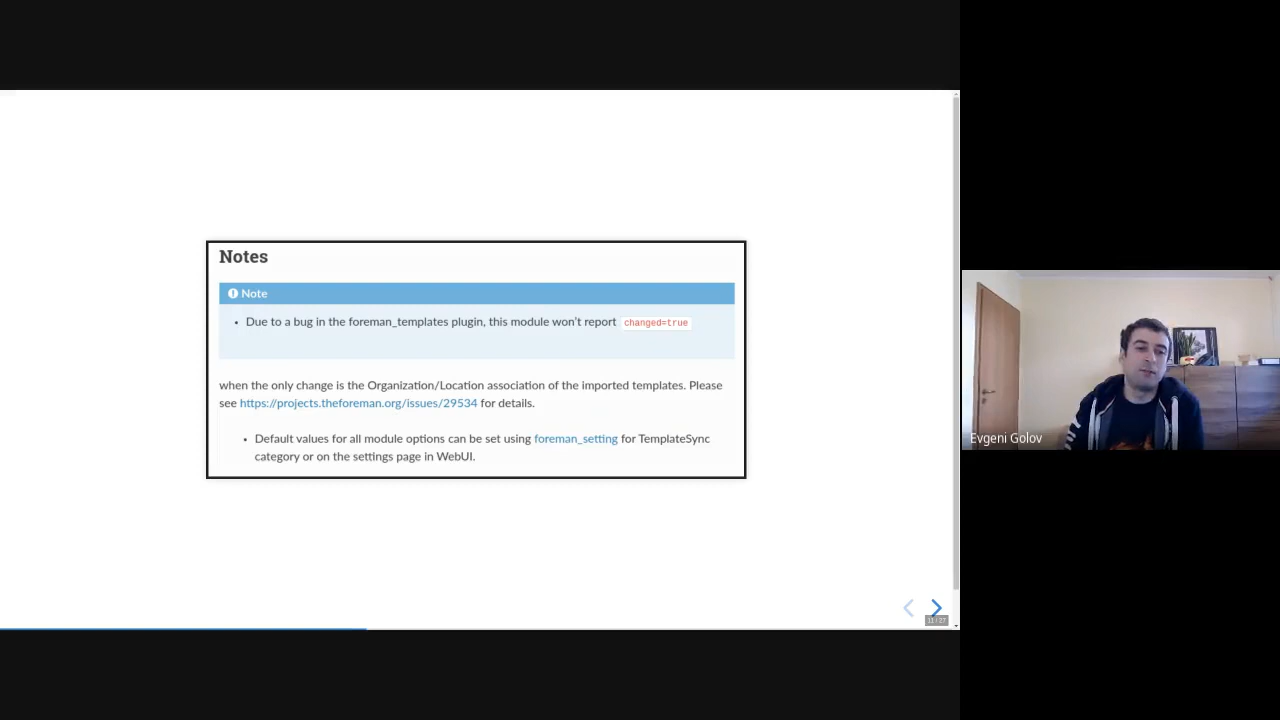 Notes
Note
• Due to a bug in the foreman_templates plugin, this module won't report changed=true
when the only change is the Organization/Location association of the imported templates. Please
see https://projects.theforeman.org/issues/29534 for details.
• Default values for all module options can be set using foreman_setting for TemplateSync
category or on the settings page in WebUI.
11 / 27
Evgeni Golov